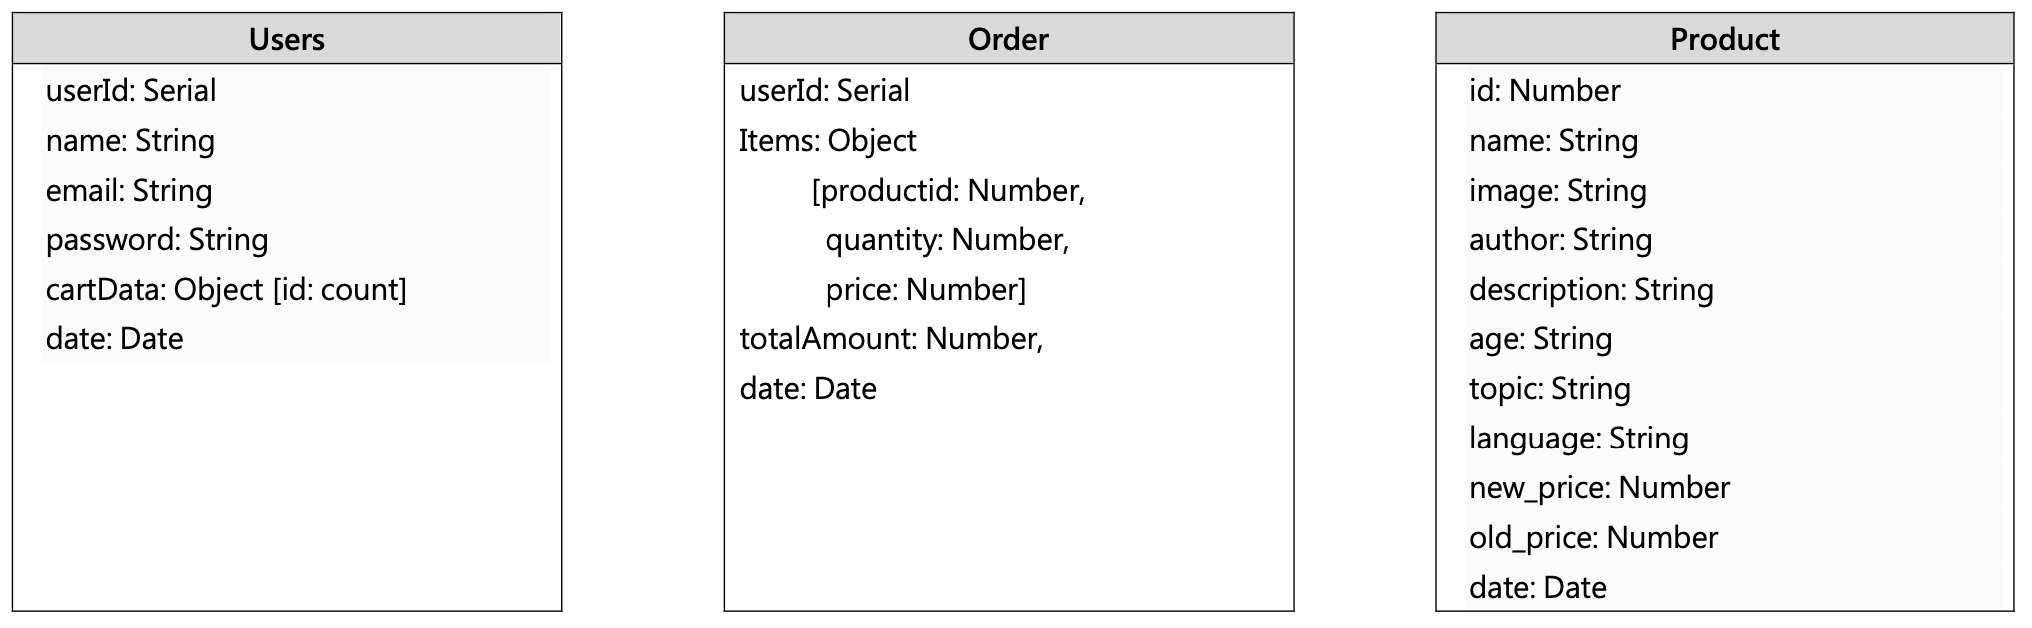 Users
userId: Serial
name: String
email: String
password: String
cartData: Object [id: count]
date: Date
Order
userId: Serial
Items: Object
[productid: Number,
quantity: Number,
price: Number]
totalAmount: Number,
date: Date
Product
id: Number
name: String
image: String
author: String
description: String
age: String
topic: String
language: String
new_price: Number
old_price: Number
date: Date